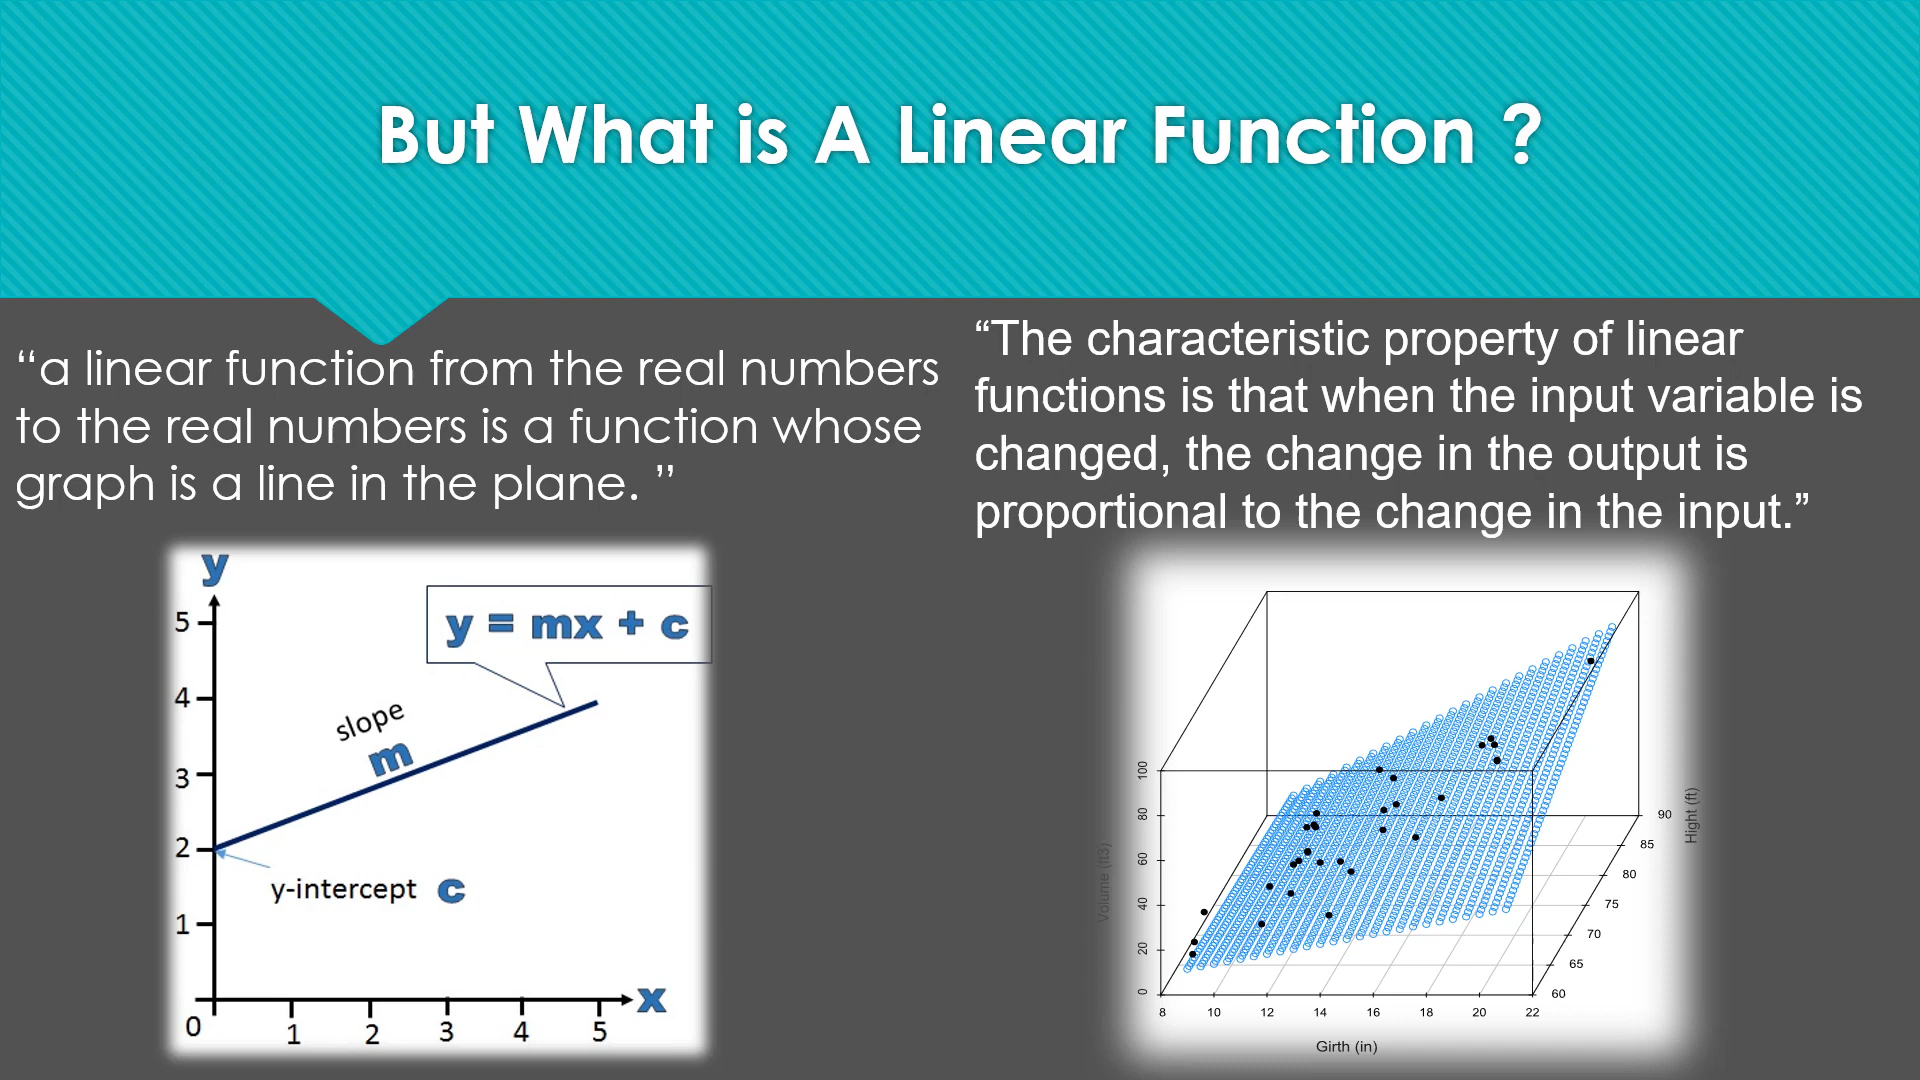 But What is A Linear Function ?
“a linear function from the real numbers
to the real numbers is a function whose
graph is a line in the plane. ”
“The characteristic property of linear
functions is that when the input variable is
changed, the change in the output is
proportional to the change in the input.”
y
5
y = mx + c
4
slope
m
3
2
y-intercept c
1
x
0
1 2 3 4 5
100
80
60
40
20
0
Volume (ft3)
90
85
80
75
70
65
60
Hight (ft)
8 10 12 14 16 18 20 22
Girth (in)